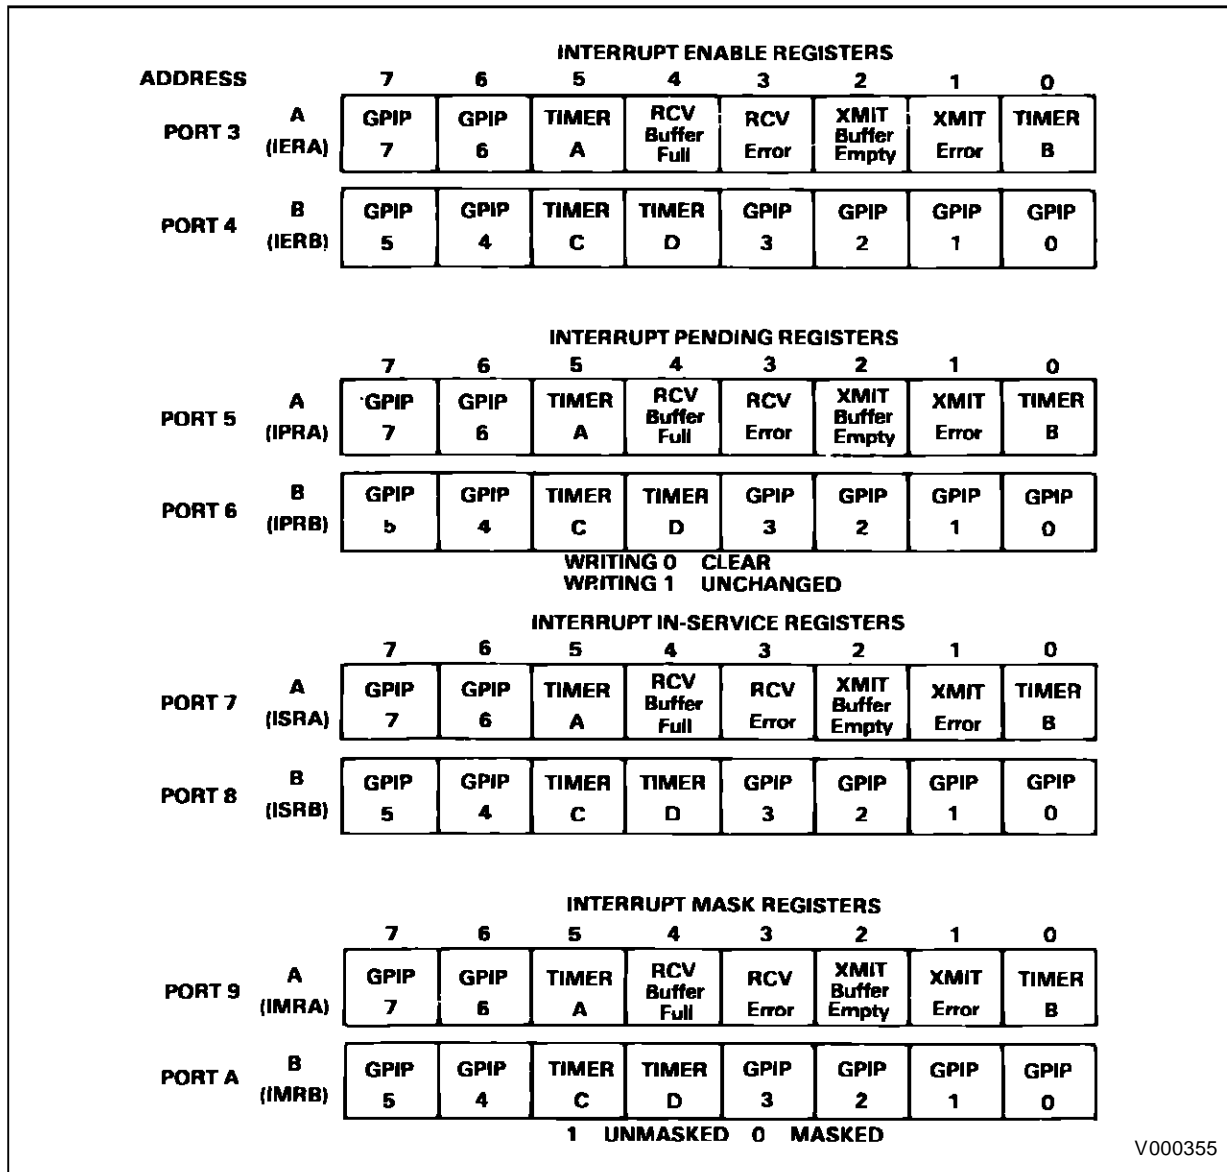 INTERRUPT ENABLE REGISTERS
ADDRESS 7 6 5 4 3 2 1 0
PORT 3 A (IERA) GPIP 7 GPIP 6 TIMER A RCV Buffer Full RCV Error XMIT Buffer Empty XMIT Error TIMER B
PORT 4 B (IERB) GPIP 5 GPIP 4 TIMER C TIMER D GPIP 3 GPIP 2 GPIP 1 GPIP 0
INTERRUPT PENDING REGISTERS
7 6 5 4 3 2 1 0
PORT 5 A (IPRA) GPIP 7 GPIP 6 TIMER A RCV Buffer Full RCV Error XMIT Buffer Empty XMIT Error TIMER B
PORT 6 B (IPRB) GPIP 5 GPIP 4 TIMER C TIMER D GPIP 3 GPIP 2 GPIP 1 GPIP 0
WRITING 0 CLEAR
WRITING 1 UNCHANGED
INTERRUPT IN-SERVICE REGISTERS
7 6 5 4 3 2 1 0
PORT 7 A (ISRA) GPIP 7 GPIP 6 TIMER A RCV Buffer Full RCV Error XMIT Buffer Empty XMIT Error TIMER B
PORT 8 B (ISRB) GPIP 5 GPIP 4 TIMER C TIMER D GPIP 3 GPIP 2 GPIP 1 GPIP 0
INTERRUPT MASK REGISTERS
7 6 5 4 3 2 1 0
PORT 9 A (IMRA) GPIP 7 GPIP 6 TIMER A RCV Buffer Full RCV Error XMIT Buffer Empty XMIT Error TIMER B
PORT A B (IMRB) GPIP 5 GPIP 4 TIMER C TIMER D GPIP 3 GPIP 2 GPIP 1 GPIP 0
1 UNMASKED 0 MASKED
V000355